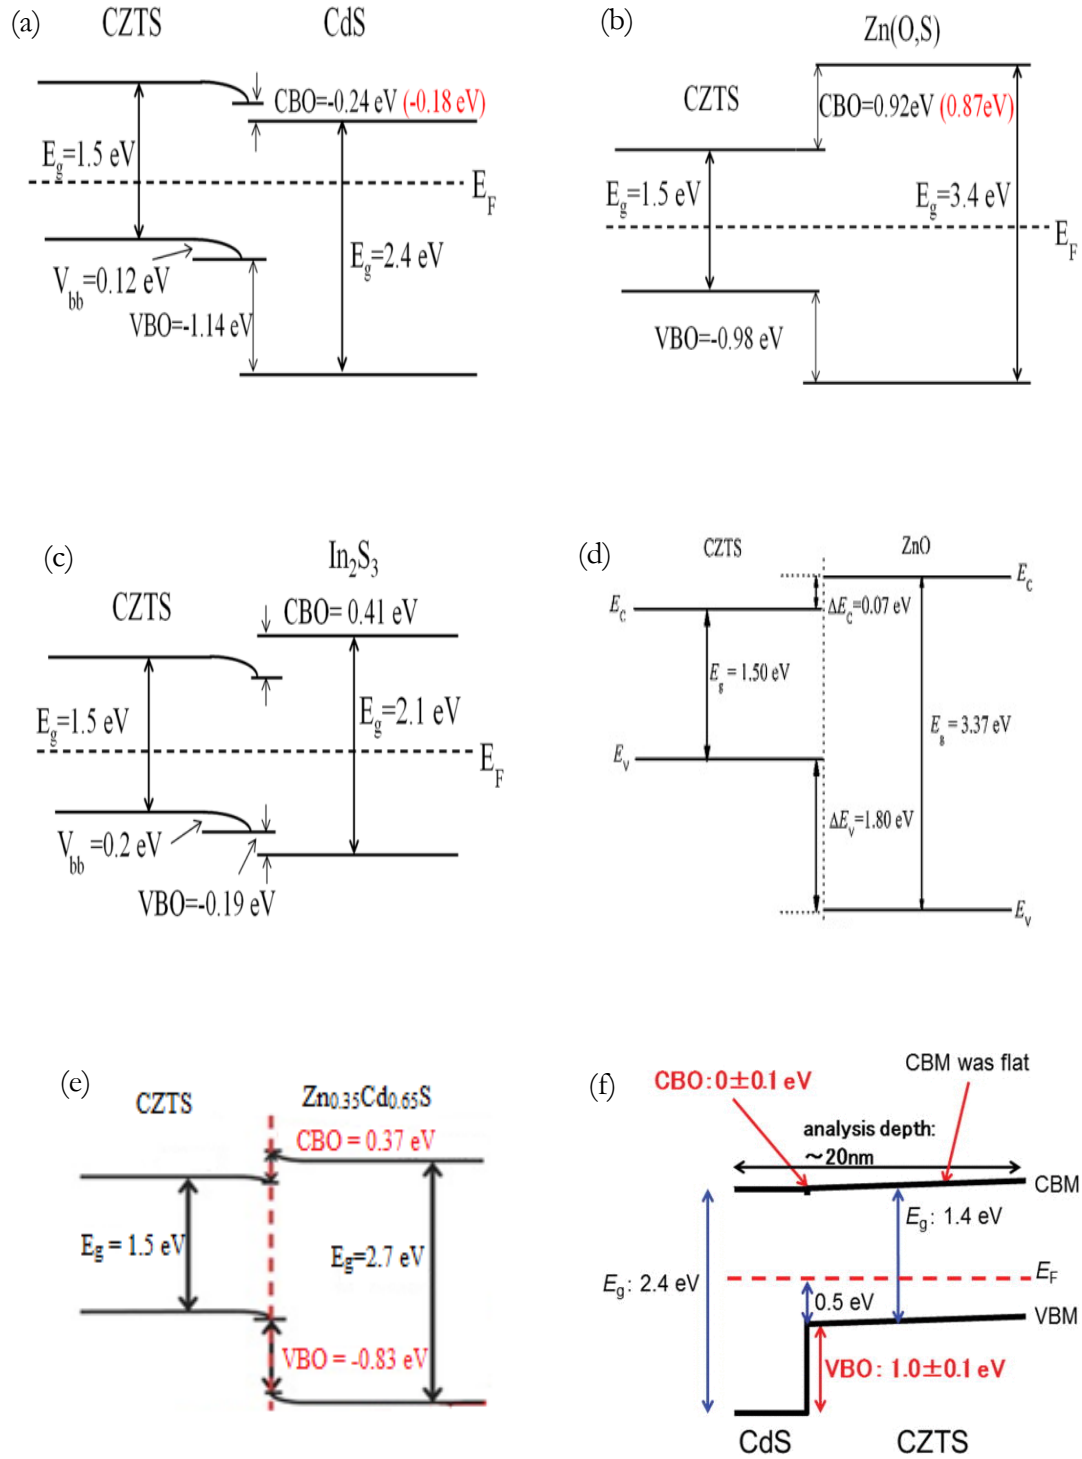 (a)
CZTS
CdS
CBO=-0.24 eV (-0.18 eV)
Eg=1.5 eV
EF
Eg=2.4 eV
Vbb=0.12 eV
VBO=-1.14 eV
(b)
Zn(O,S)
CZTS
CBO=0.92eV (0.87eV)
Eg=1.5 eV
Eg=3.4 eV
EF
VBO=-0.98 eV
(c)
In2S3
CZTS
CBO= 0.41 eV
Eg=1.5 eV
Eg=2.1 eV
EF
Vbb =0.2 eV
VBO=-0.19 eV
(d)
CZTS
ZnO
EC
EC
ΔEC=0.07 eV
Eg = 1.50 eV
Eg = 3.37 eV
EV
ΔEV=1.80 eV
EV
(e)
CZTS
Zn0.35Cd0.65S
CBO = 0.37 eV
Eg = 1.5 eV
Eg=2.7 eV
VBO = -0.83 eV
(f)
CBM was flat
CBO:0±0.1 eV
analysis depth:
~20nm
CBM
Eg: 1.4 eV
Eg: 2.4 eV
EF
0.5 eV
VBM
VBO: 1.0±0.1 eV
CdS
CZTS